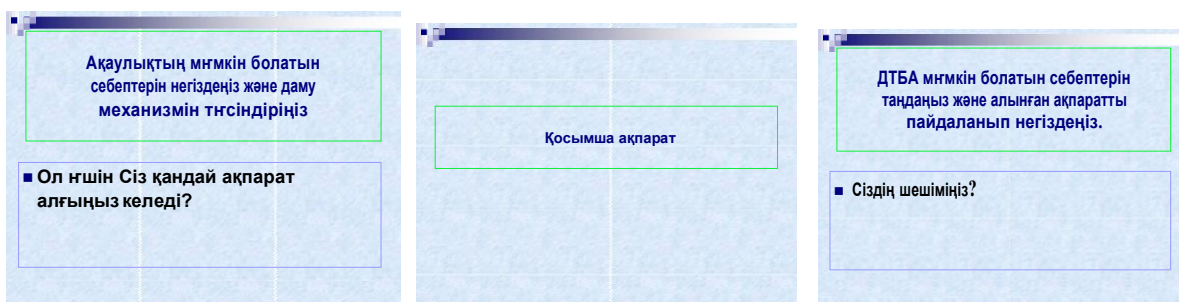 Ақаулықтың мүмкін болатын
себептерін негіздеңіз және даму
механизмін түсіндіріңіз
Ол үшін Сіз қандай ақпарат
алғыңыз келеді?
Қосымша ақпарат
ДТБА мүмкін болатын себептерін
таңдаңыз және алынған ақпаратты
пайдаланып негіздеңіз.
Сіздің шешіміңіз?